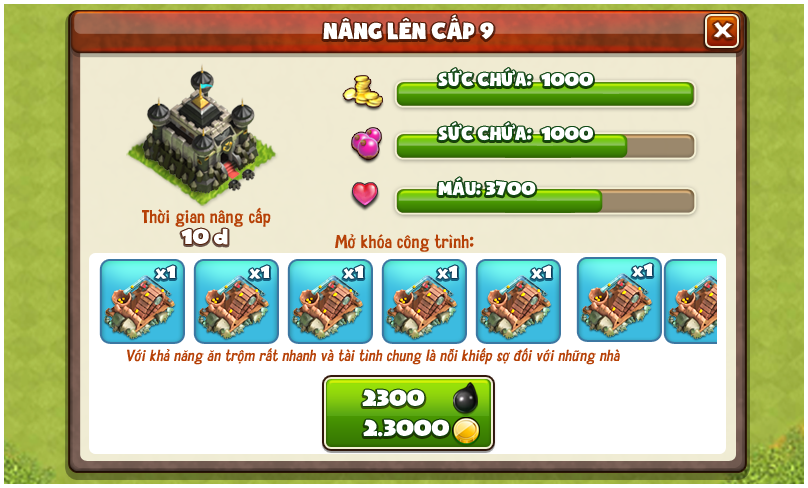 NÂNG LÊN CẤP 9
SỨC CHỨA: 1000
SỨC CHỨA: 1000
MÁU: 3700
Thời gian nâng cấp
10 d
Mở khóa công trình:
x1 x1 x1 x1 x1 x1
Với khả năng ăn trộm rất nhanh và tài tình chung là nỗi khiếp sợ đối với những nhà
2300
2.3000